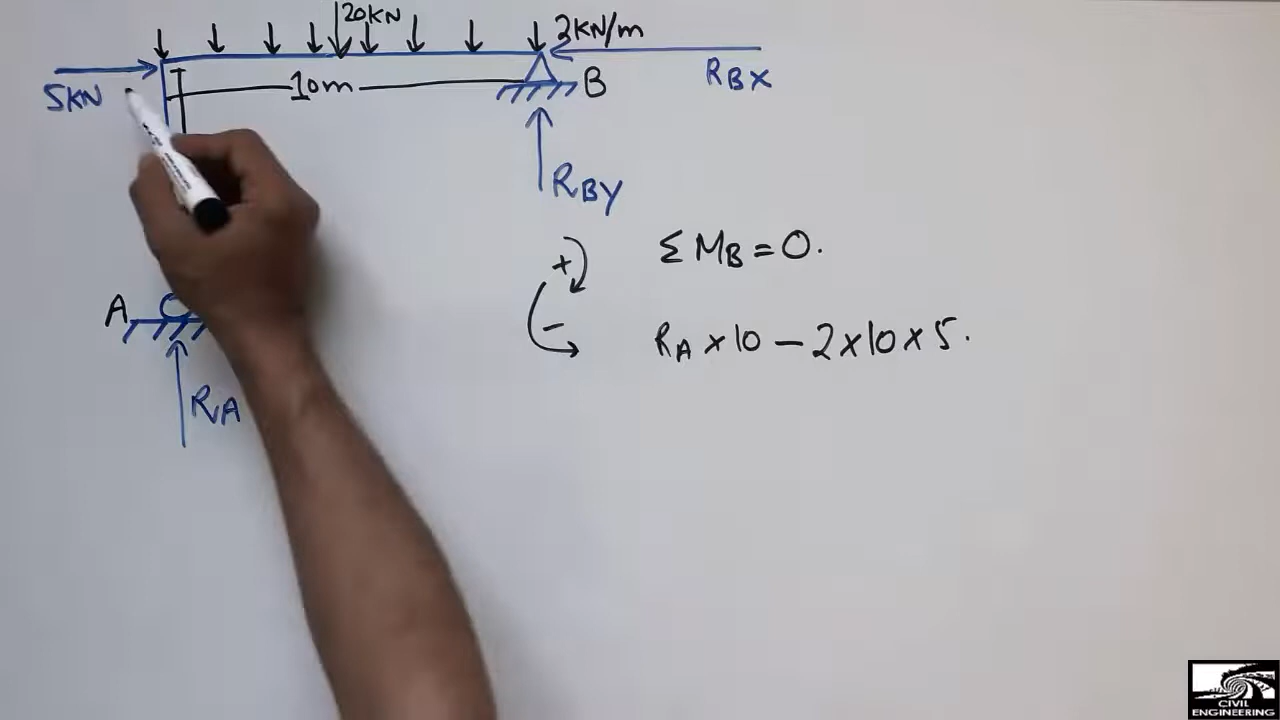 20KN
2KN/m
5KN
10m
B
RBX
RBY
+
ΣMB=0.
A
-
RA×10-2×10×5.
RA
CIVIL
ENGINEERING